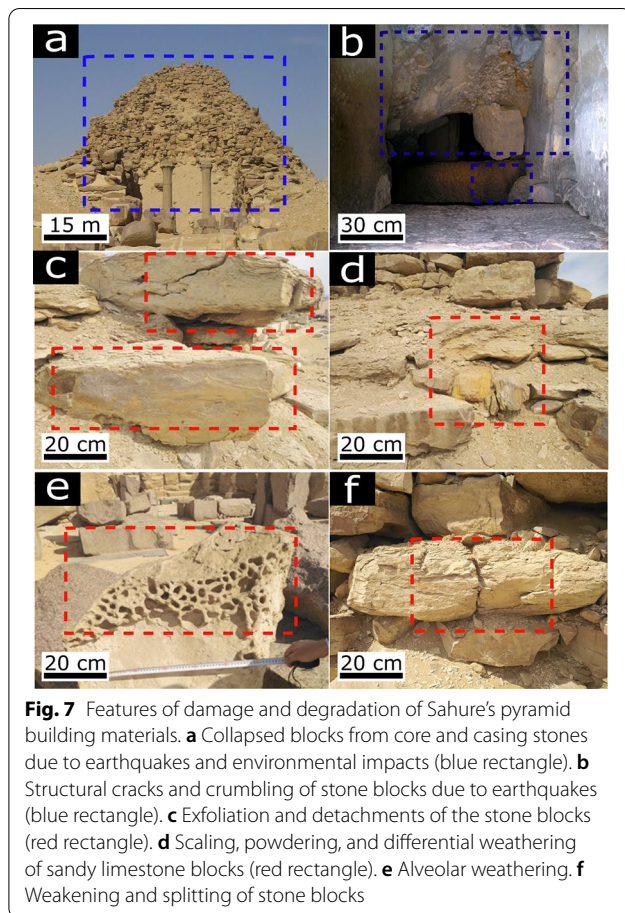 a
b
15 m
30 cm
c
d
20 cm
20 cm
e
f
20 cm
20 cm
Fig. 7 Features of damage and degradation of Sahure's pyramid
building materials. a Collapsed blocks from core and casing stones
due to earthquakes and environmental impacts (blue rectangle). b
Structural cracks and crumbling of stone blocks due to earthquakes
(blue rectangle). c Exfoliation and detachments of the stone blocks
(red rectangle). d Scaling, powdering, and differential weathering
of sandy limestone blocks (red rectangle). e Alveolar weathering. f
Weakening and splitting of stone blocks